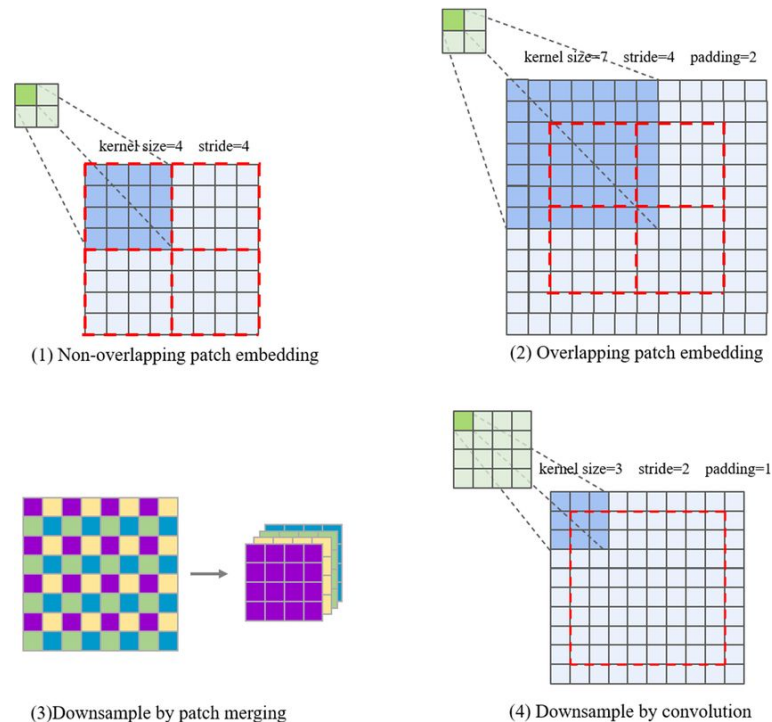 kernel size=4 stride=4
(1) Non-overlapping patch embedding
kernel size=7 stride=4 padding=2
(2) Overlapping patch embedding
(3)Downsample by patch merging
kernel size=3 stride=2 padding=1
(4) Downsample by convolution